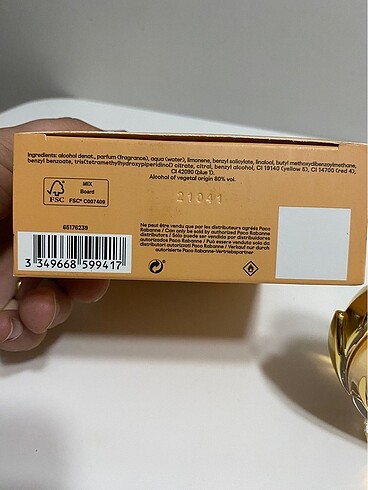 Ingredients: alcohol denat., parfum (fragrance), aqua (water), limonene, benzyl salicylate, linalool, butyl methoxydibenzoylmethane,
benzyl benzoate, tris(tetramethylhydroxypiperidinol) citrate, citral, benzyl alcohol, CI 19140 (yellow 5), CI 14700 (red 4),
CI 42090 (blue 1).
Alcohol of vegetal origin 80% vol.
21041
FSC
MIX
Board
FSC® C007409
65176239
3 349668 599417
Ne peut être vendu que par les distributeurs agréés Paco
Rabanne / Can only be sold by authorized Paco Rabanne
distributors / Sólo puede ser vendido por distribuidores
autorizados Paco Rabanne / Può essere venduto solo da
distributori autorizzati Paco Rabanne / Verkauf nur durch
autorisierte Paco Rabanne-Vertriebspartner